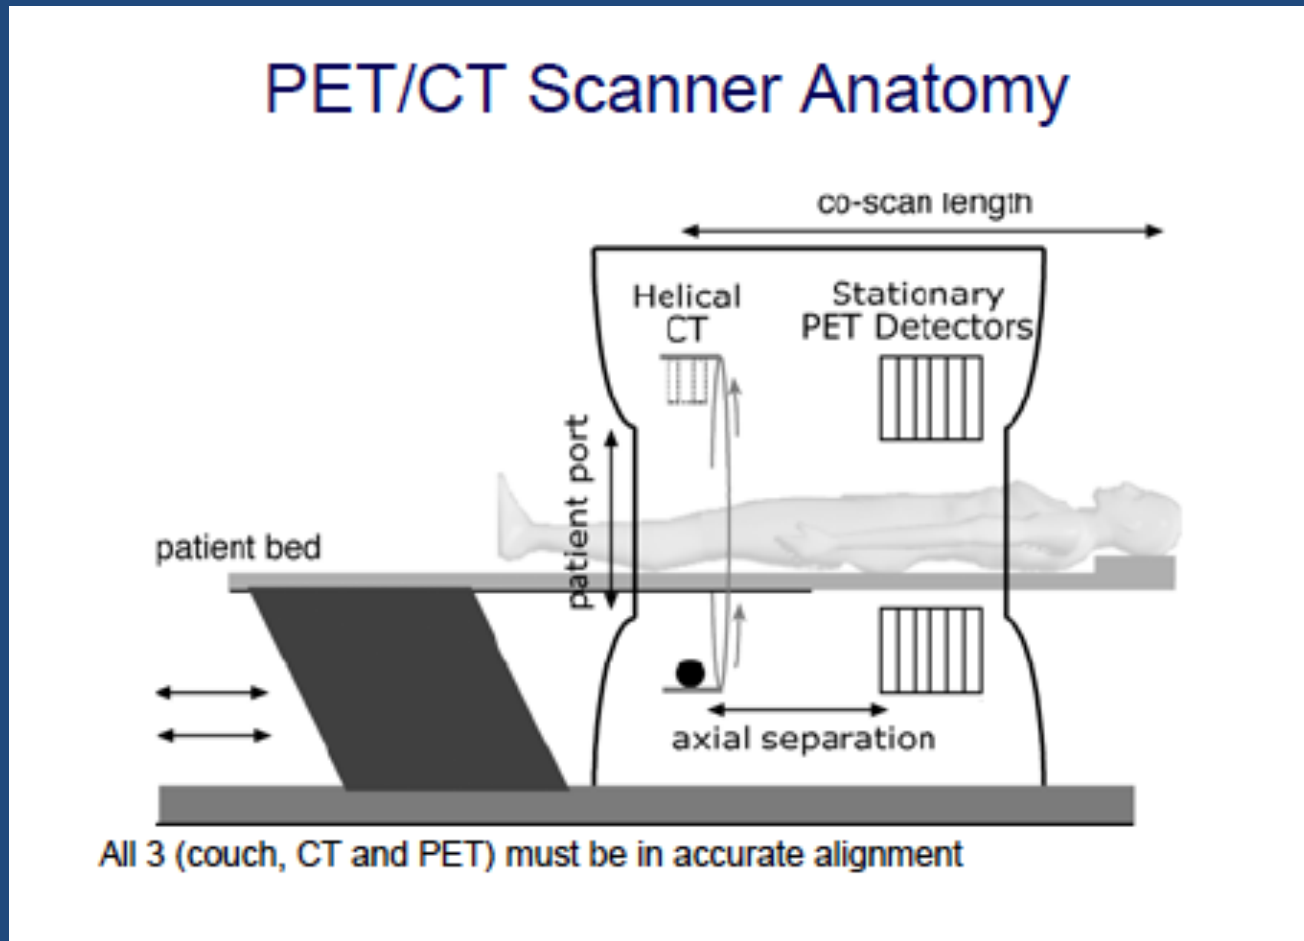 PET/CT Scanner Anatomy
co-scan length
Helical
CT
Stationary
PET Detectors
patient port
patient bed
axial separation
All 3 (couch, CT and PET) must be in accurate alignment